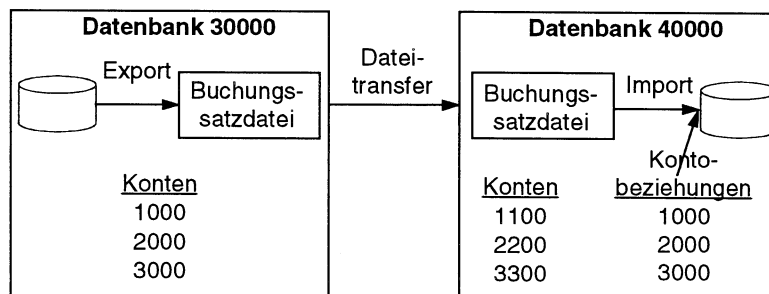 Datenbank 30000
Export
Buchungs-
satzdatei
Konten
1000
2000
3000
Datei-
transfer
Datenbank 40000
Buchungs-
satzdatei
Import
Konten
1100
2200
3300
Konto-
beziehungen
1000
2000
3000